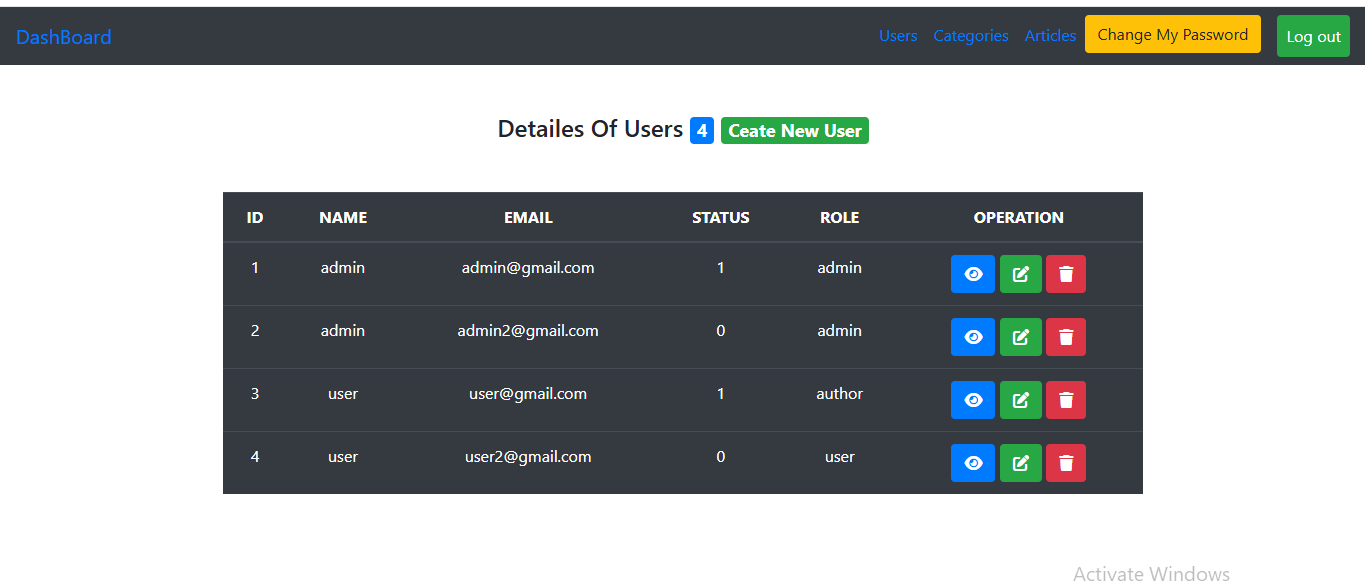 DashBoard Users Categories Articles Change My Password Log out
Detailes Of Users 4 Ceate New User
ID NAME EMAIL STATUS ROLE OPERATION
1 admin admin@gmail.com 1 admin
2 admin admin2@gmail.com 0 admin
3 user user@gmail.com 1 author
4 user user2@gmail.com 0 user
Activate Windows